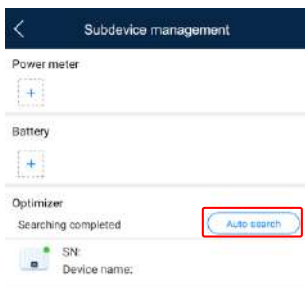 Subdevice management
Power meter
+
Battery
+
Optimizer
Searching completed
Auto search
SN:
Device name: